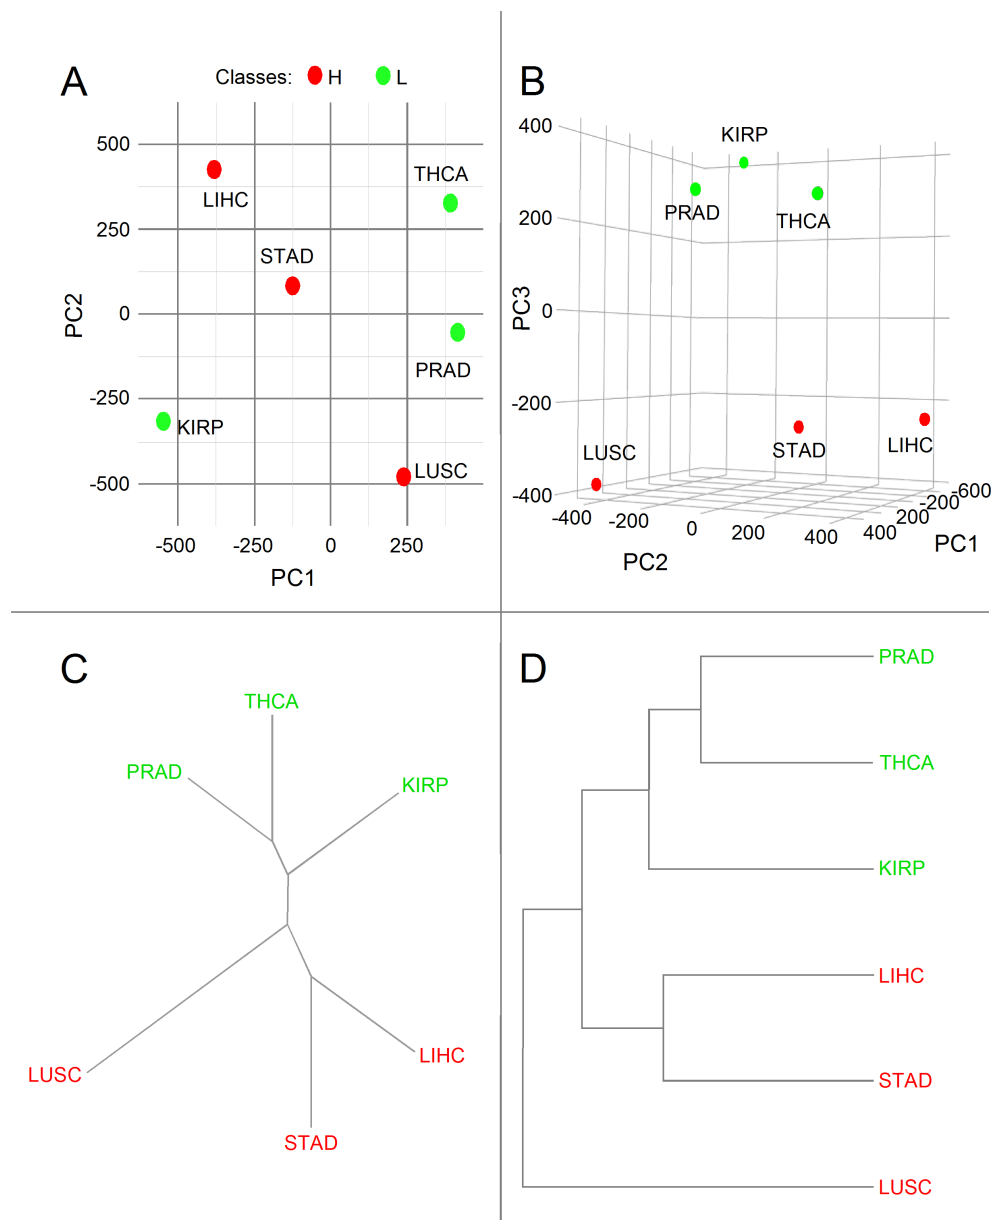 A
Classes: H L
500
250
0
-250
-500
PC2
LIHC
THCA
STAD
PRAD
KIRP
LUSC
-500 -250 0 250
PC1
B
400
200
0
-200
-400
PC3
KIRP
PRAD
THCA
LUSC
STAD
LIHC
-400 -200 0 200 400
PC2
400 200 -200 -600
PC1
C
THCA
PRAD
KIRP
LUSC
LIHC
STAD
D
PRAD
THCA
KIRP
LIHC
STAD
LUSC